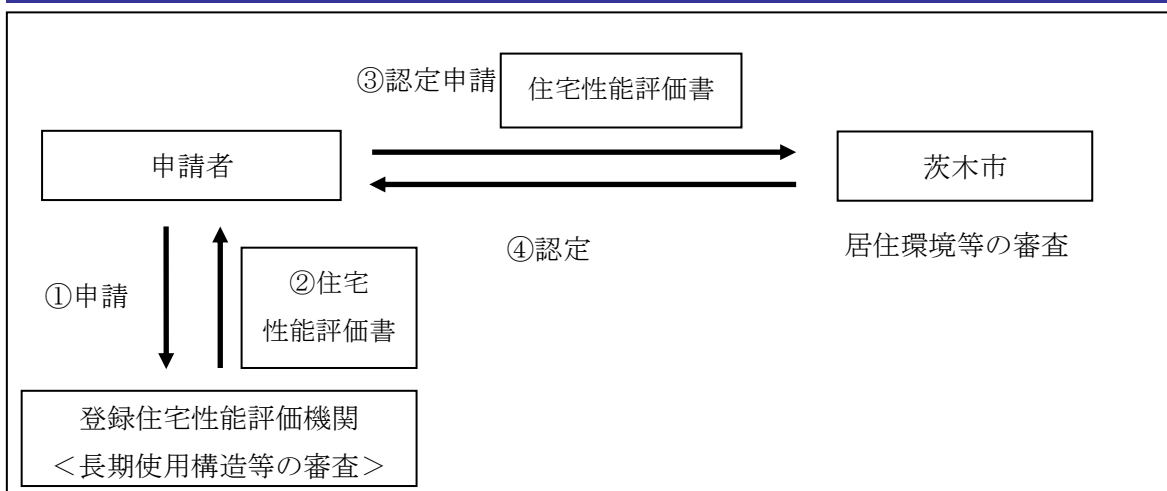 ③認定申請
住宅性能評価書
申請者
茨木市
④認定
居住環境等の審査
①申請
②住宅
性能評価書
登録住宅性能評価機関
＜長期使用構造等の審査＞